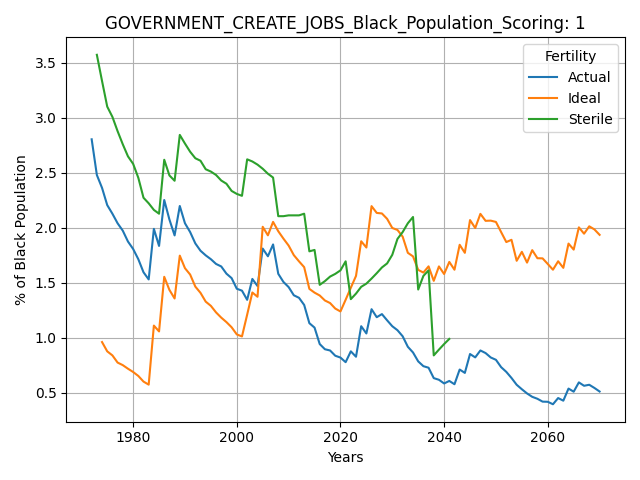 GOVERNMENT_CREATE_JOBS_Black_Population_Scoring: 1
Fertility
Actual
Ideal
Sterile
% of Black Population
3.5
3.0
2.5
2.0
1.5
1.0
0.5
1980 2000 2020 2040 2060
Years